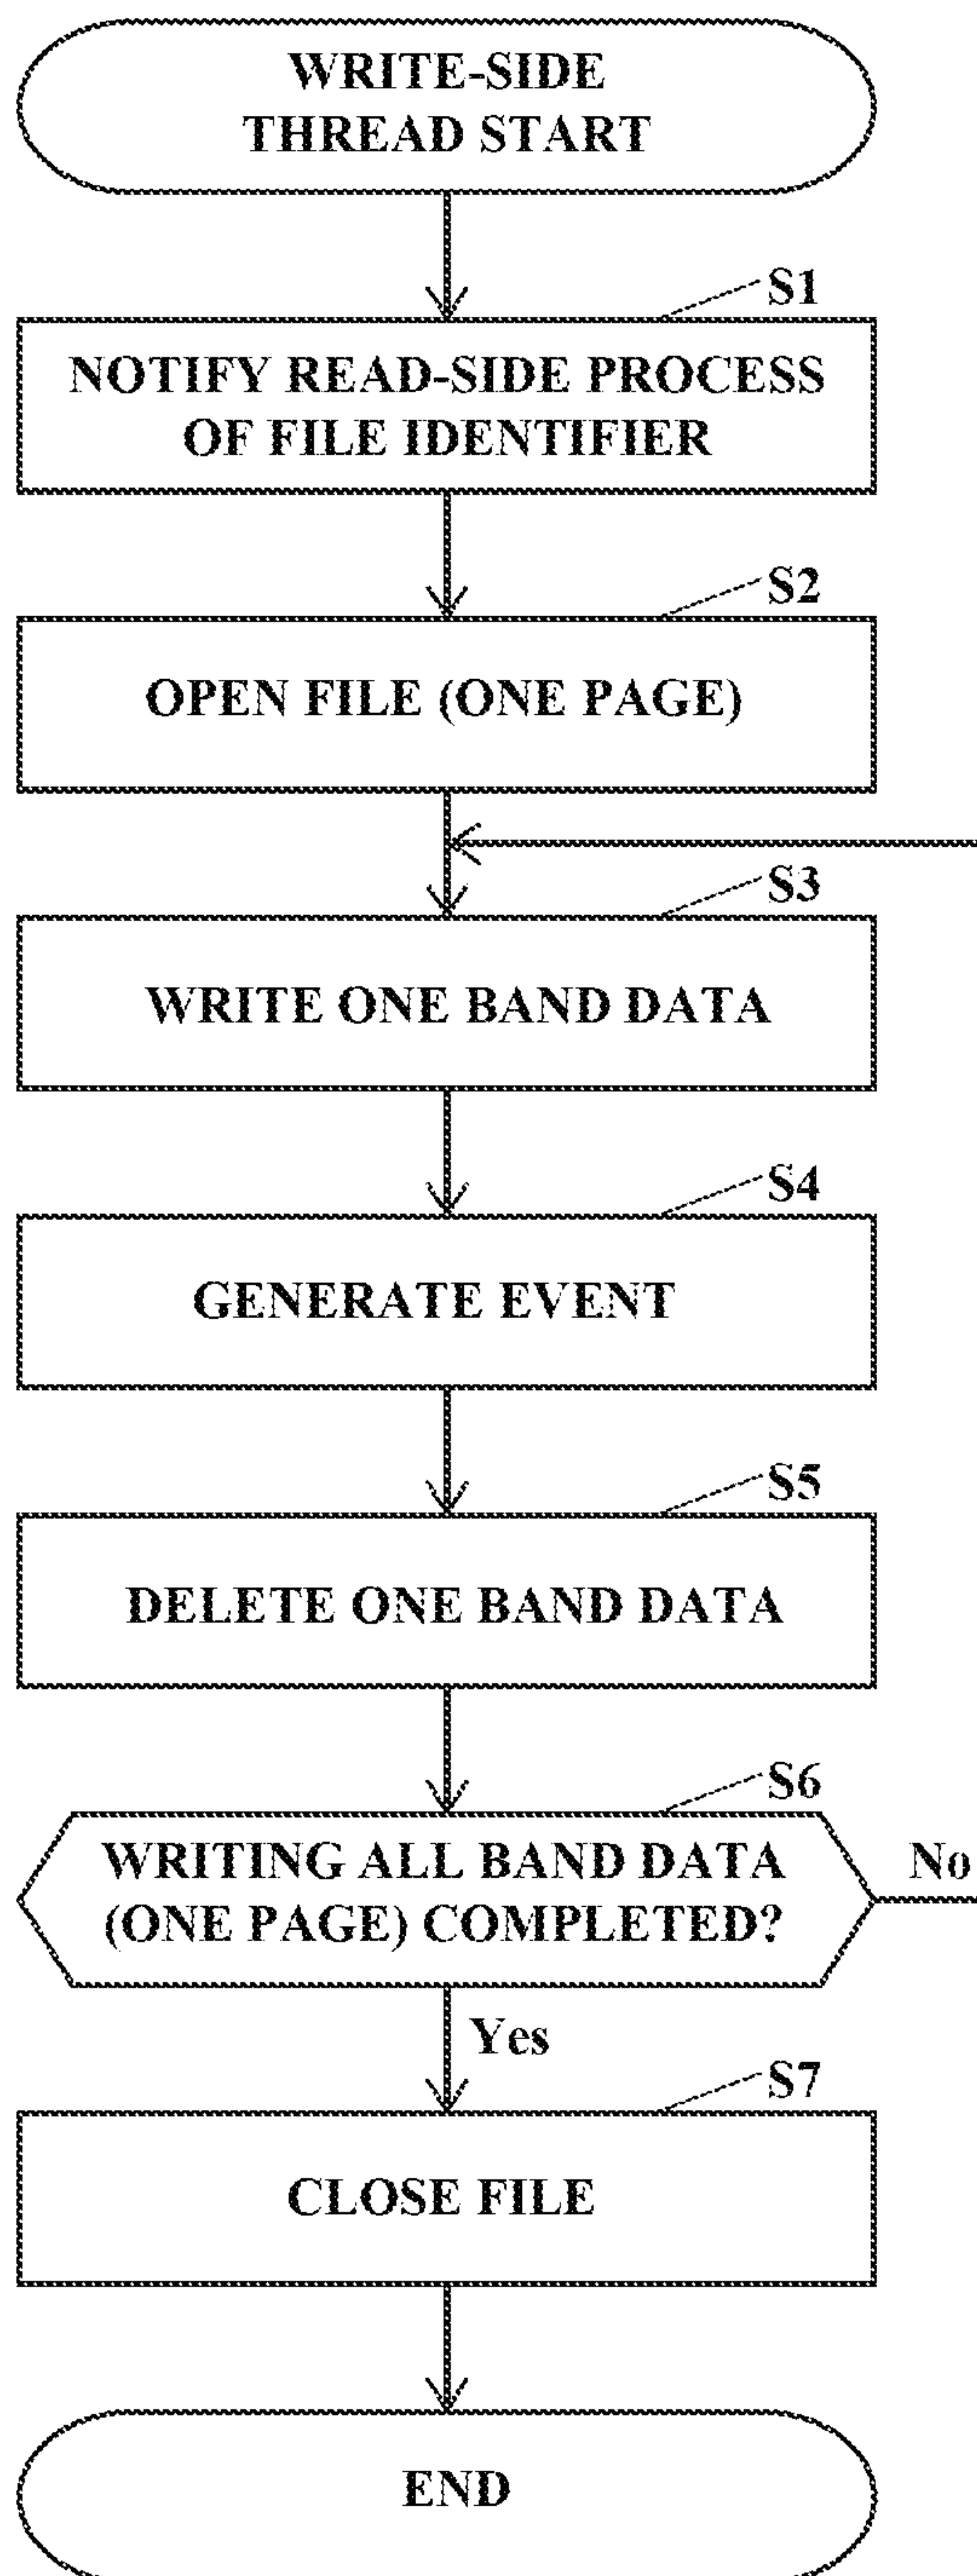 WRITE-SIDE
THREAD START
S1
NOTIFY READ-SIDE PROCESS
OF FILE IDENTIFIER
S2
OPEN FILE (ONE PAGE)
S3
WRITE ONE BAND DATA
S4
GENERATE EVENT
S5
DELETE ONE BAND DATA
S6
WRITING ALL BAND DATA
(ONE PAGE) COMPLETED?
No
Yes
S7
CLOSE FILE
END